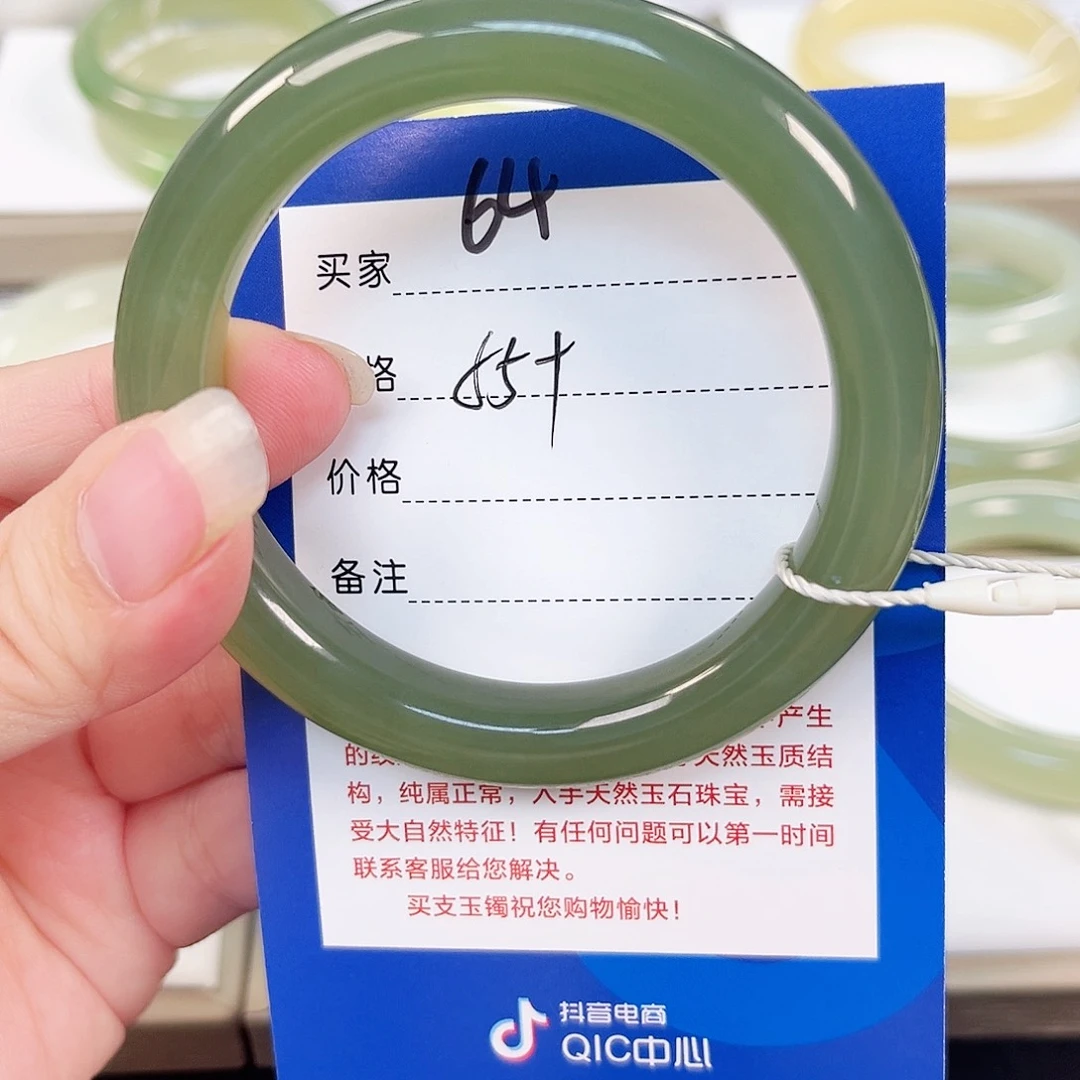 64
买家
格 55+
价格
备注
产生
的 天然玉质结
构，纯属正常，入手天然玉石珠宝，需接
受大自然特征！有任何问题可以第一时间
联系客服给您解决。
买支玉镯祝您购物愉快！
抖音电商
QIC中心